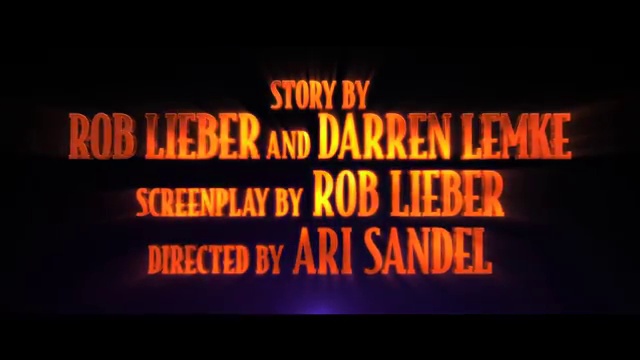 STORY BY
ROB LIEBER AND DARREN LEMKE
SCREENPLAY BY ROB LIEBER
DIRECTED BY ARI SANDEL